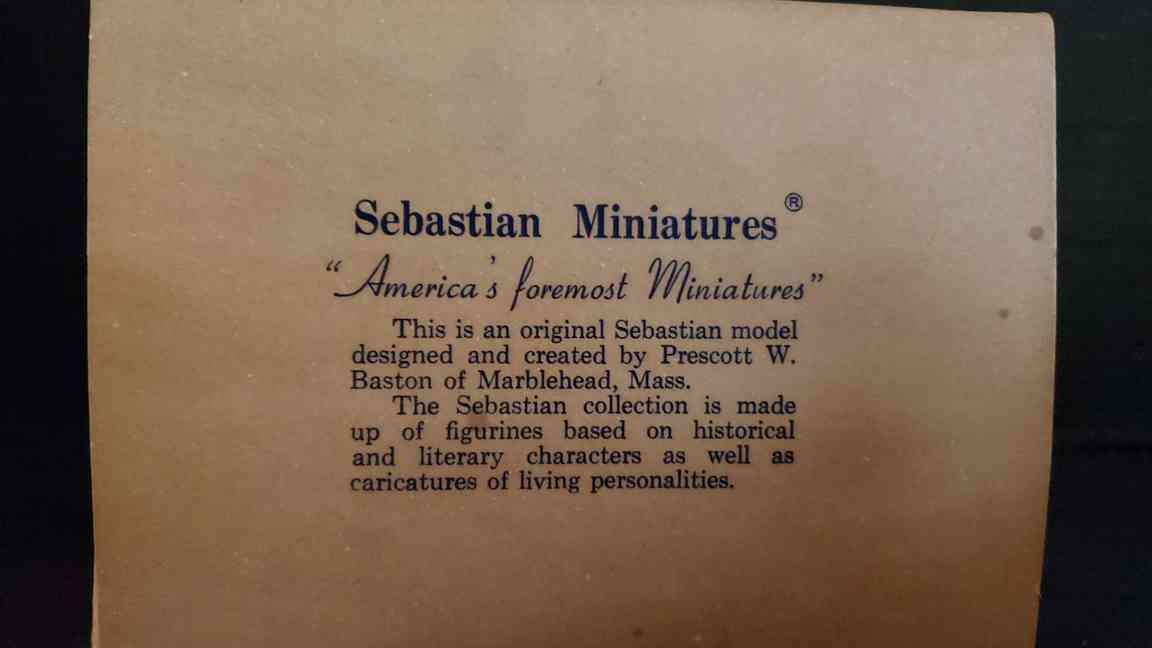 Sebastian Miniatures®
“America's foremost Miniatures”
This is an original Sebastian model
designed and created by Prescott W.
Baston of Marblehead, Mass.
The Sebastian collection is made
up of figurines based on historical
and literary characters as well as
caricatures of living personalities.